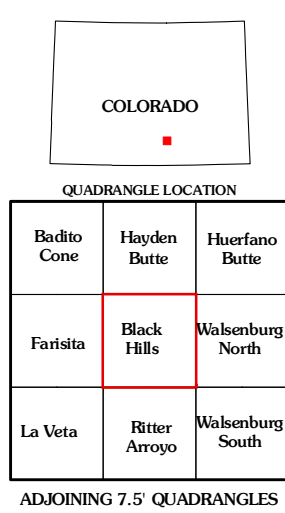 COLORADO
QUADRANGLE LOCATION
Badito
Cone
Hayden
Butte
Huerfano
Butte
Farisita
Black
Hills
Walsenburg
North
La Veta
Ritter
Arroyo
Walsenburg
South
ADJOINING 7.5' QUADRANGLES